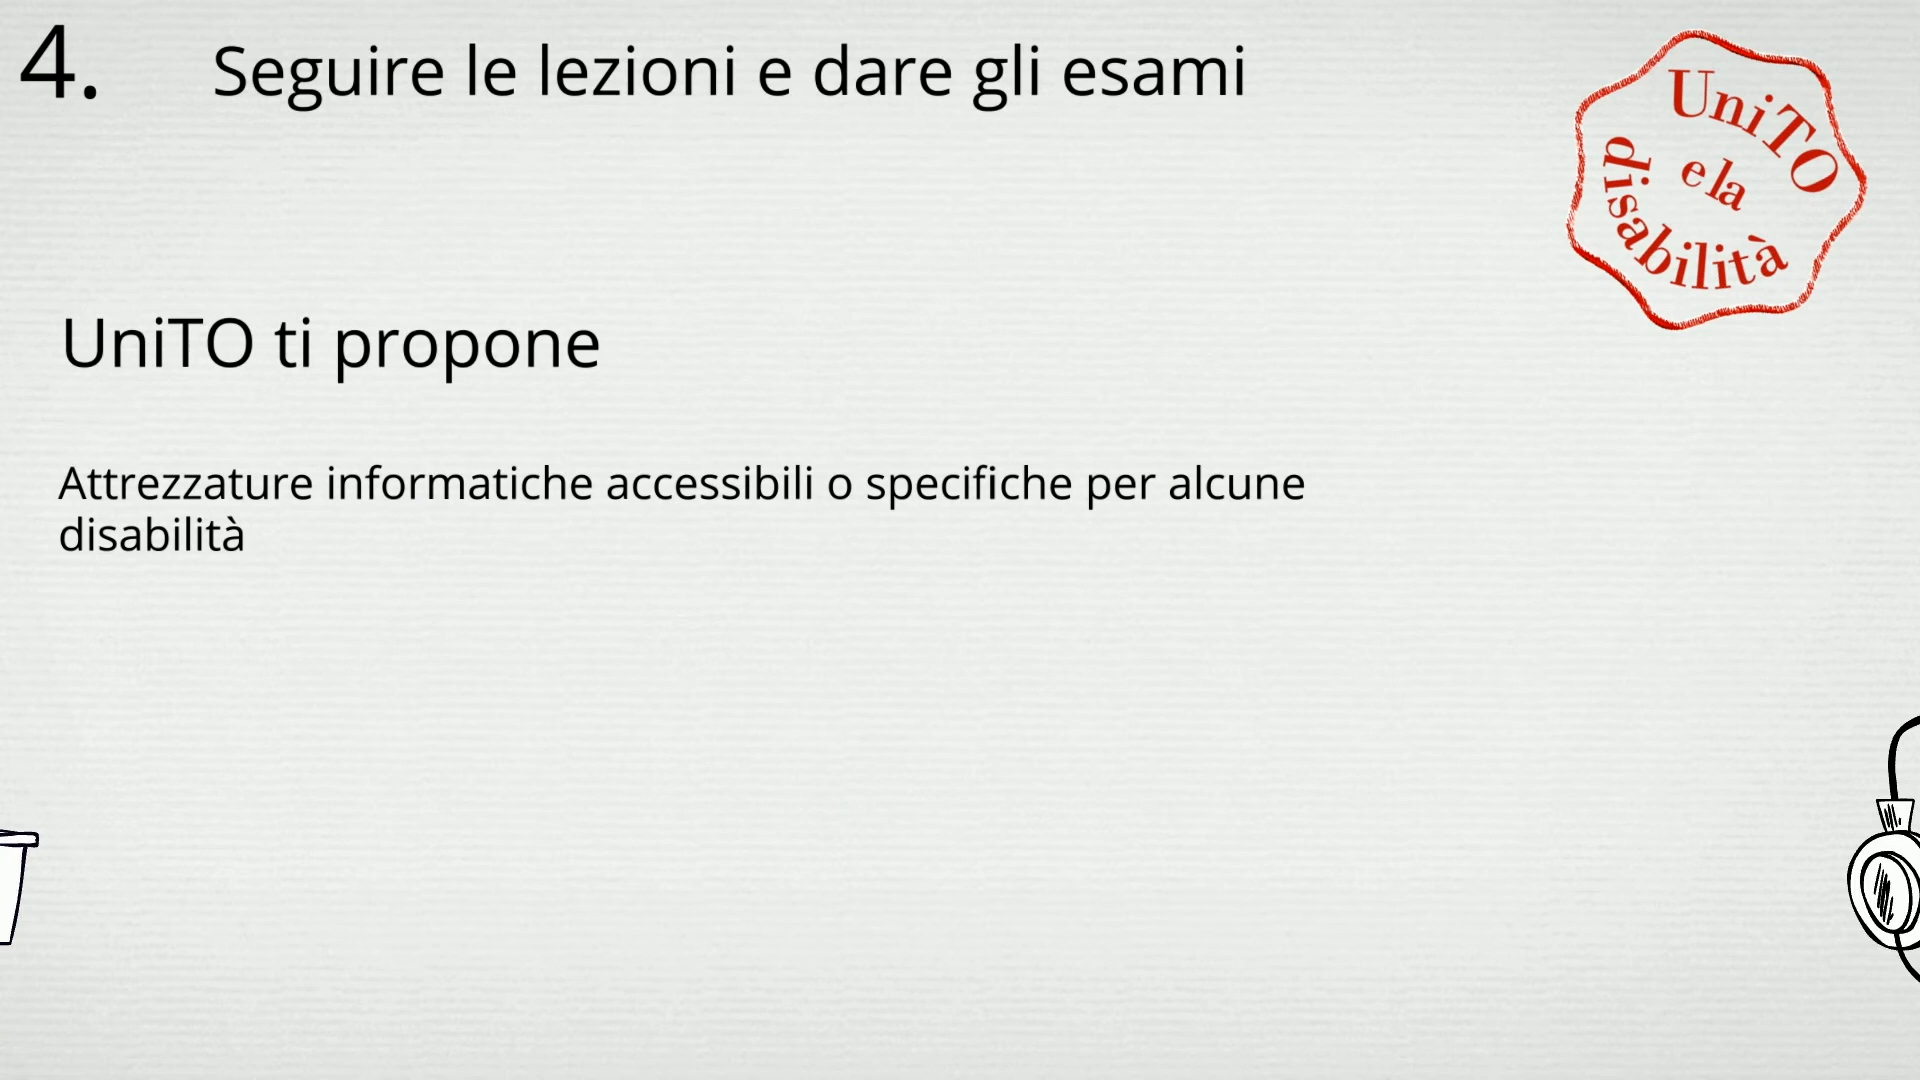 4. Seguire le lezioni e dare gli esami
UniTO
e la
disabilità
UniTO ti propone
Attrezzature informatiche accessibili o specifiche per alcune
disabilità